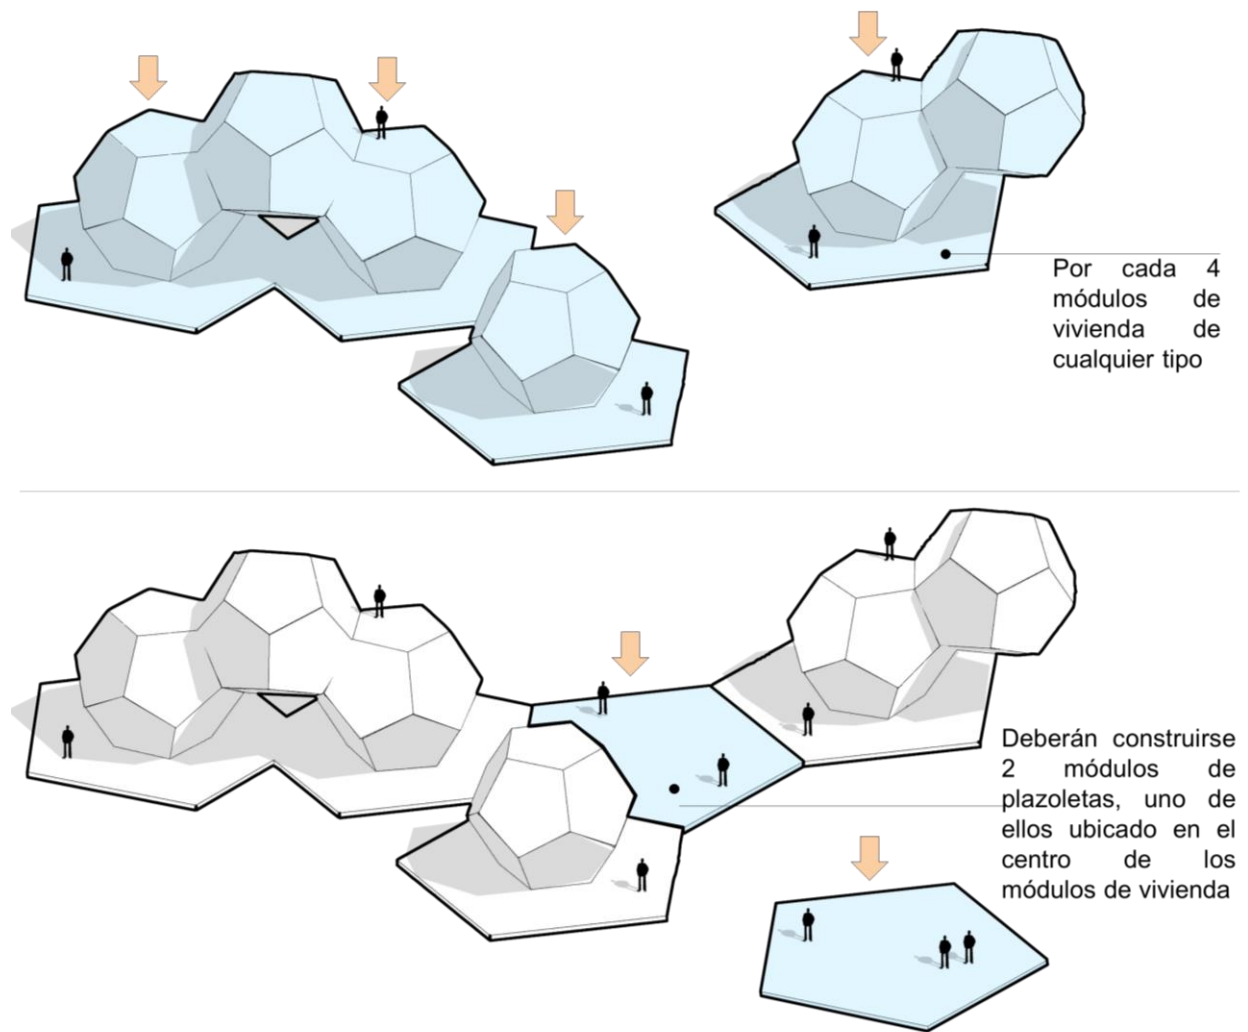 Por cada 4
módulos de
vivienda de
cualquier tipo
Deberán construirse
2 módulos de
plazoletas, uno de
ellos ubicado en el
centro de los
módulos de vivienda